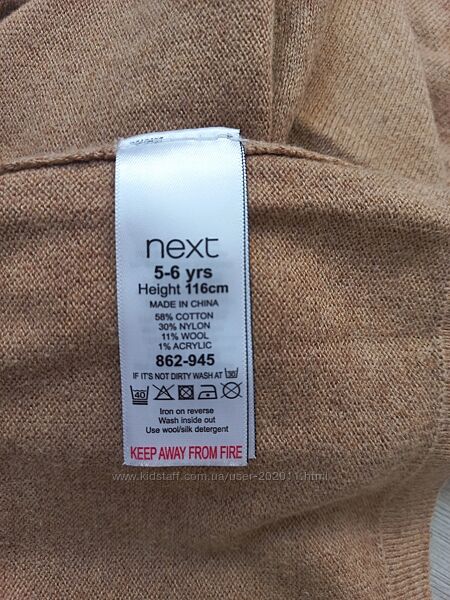 next
5-6 yrs
Height 116cm
MADE IN CHINA
58% COTTON
30% NYLON
11% WOOL
1% ACRYLIC
862-945
IF IT'S NOT DIRTY WASH AT 30
40
Iron on reverse
Wash inside out
Use wool/silk detergent
KEEP AWAY FROM FIRE